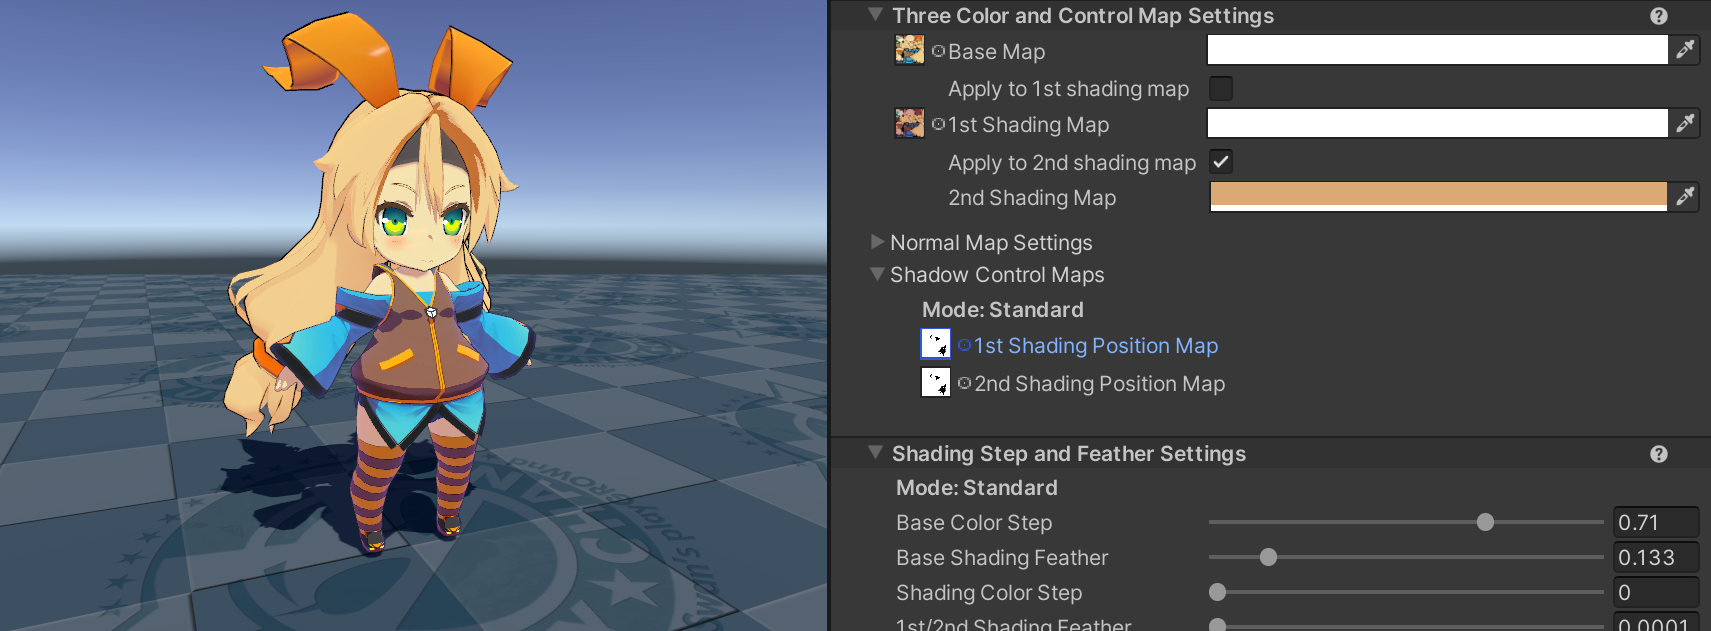 Three Color and Control Map Settings
Base Map
Apply to 1st shading map
1st Shading Map
Apply to 2nd shading map
2nd Shading Map
Normal Map Settings
Shadow Control Maps
Mode: Standard
1st Shading Position Map
2nd Shading Position Map
Shading Step and Feather Settings
Mode: Standard
Base Color Step 0.71
Base Shading Feather 0.133
Shading Color Step 0
1st/2nd Shading Feather 0.0001